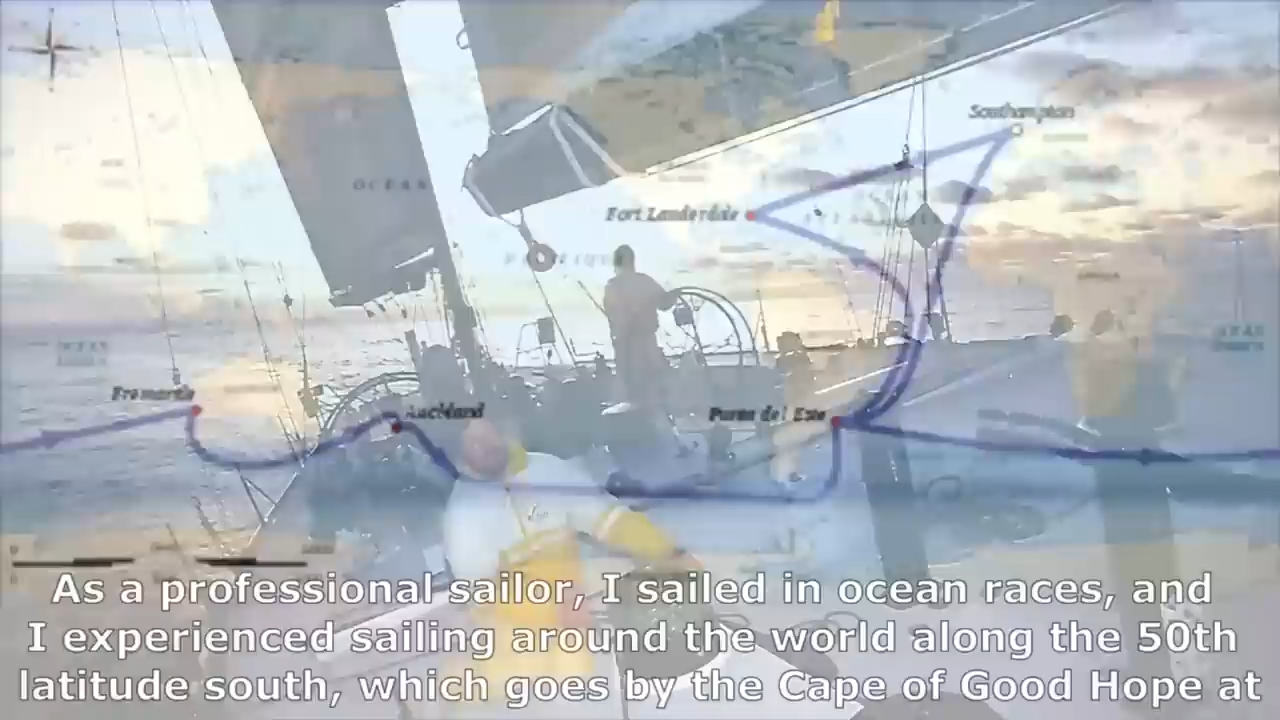 Southampton
OCEAN
Fort Lauderdale
Fremantle
Auckland
Punta del Este
As a professional sailor, I sailed in ocean races, and
I experienced sailing around the world along the 50th
latitude south, which goes by the Cape of Good Hope at